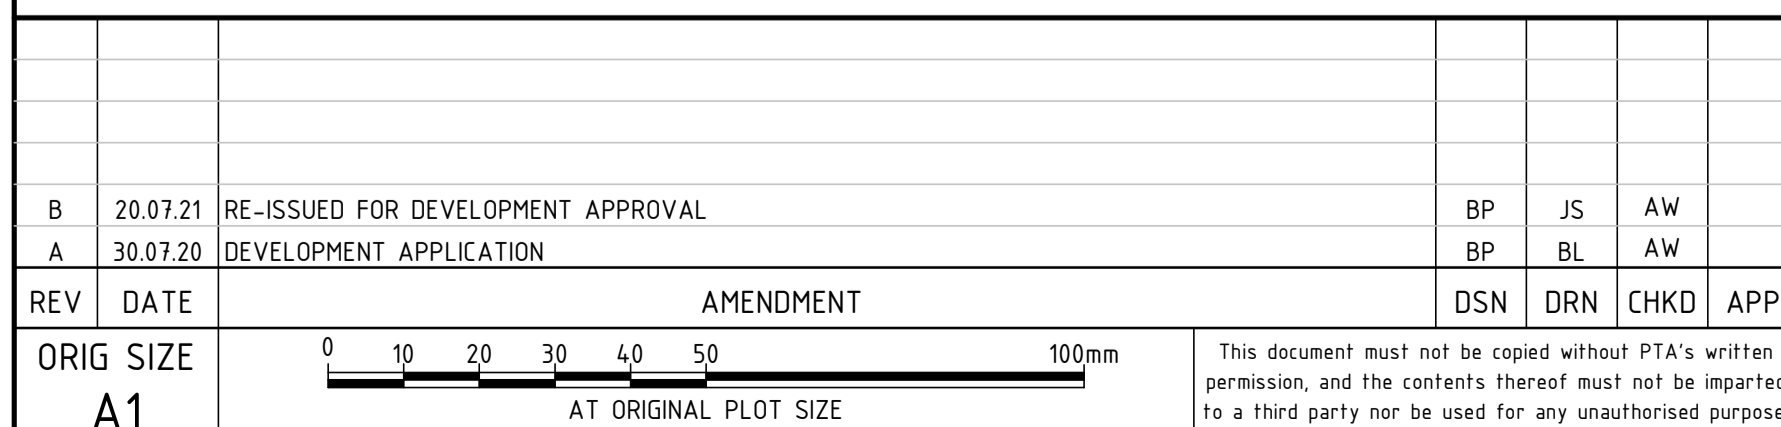 B 20.07.21 RE-ISSUED FOR DEVELOPMENT APPROVAL BP JS AW
A 30.07.20 DEVELOPMENT APPLICATION BP BL AW
REV DATE AMENDMENT DSN DRN CHKD APP
ORIG SIZE
A1
0 10 20 30 40 50 100mm
AT ORIGINAL PLOT SIZE
This document must not be copied without PTA's written
permission, and the contents thereof must not be imparted
to a third party nor be used for any unauthorised purpose